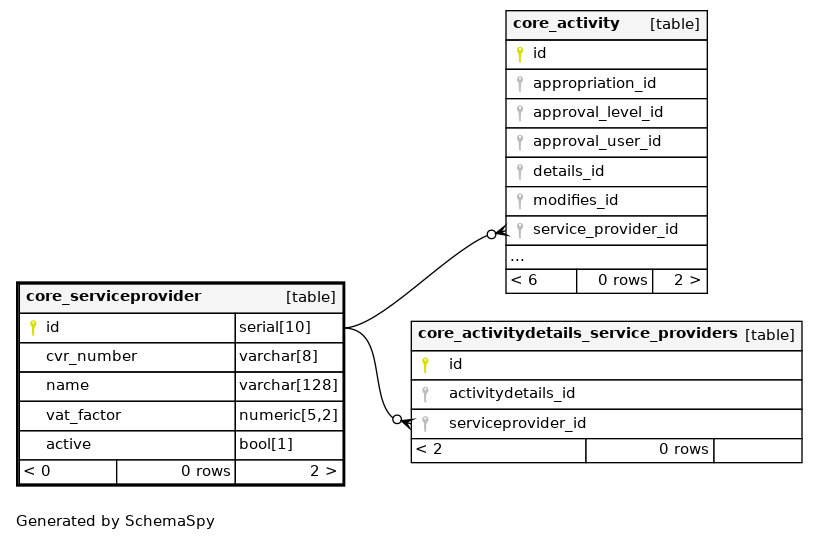 core_activity [table]
id
appropriation_id
approval_level_id
approval_user_id
details_id
modifies_id
service_provider_id
...
< 6 0 rows 2 >
core_serviceprovider [table]
id serial[10]
cvr_number varchar[8]
name varchar[128]
vat_factor numeric[5,2]
active bool[1]
< 0 0 rows 2 >
core_activitydetails_service_providers [table]
id
activitydetails_id
serviceprovider_id
< 2 0 rows
Generated by SchemaSpy